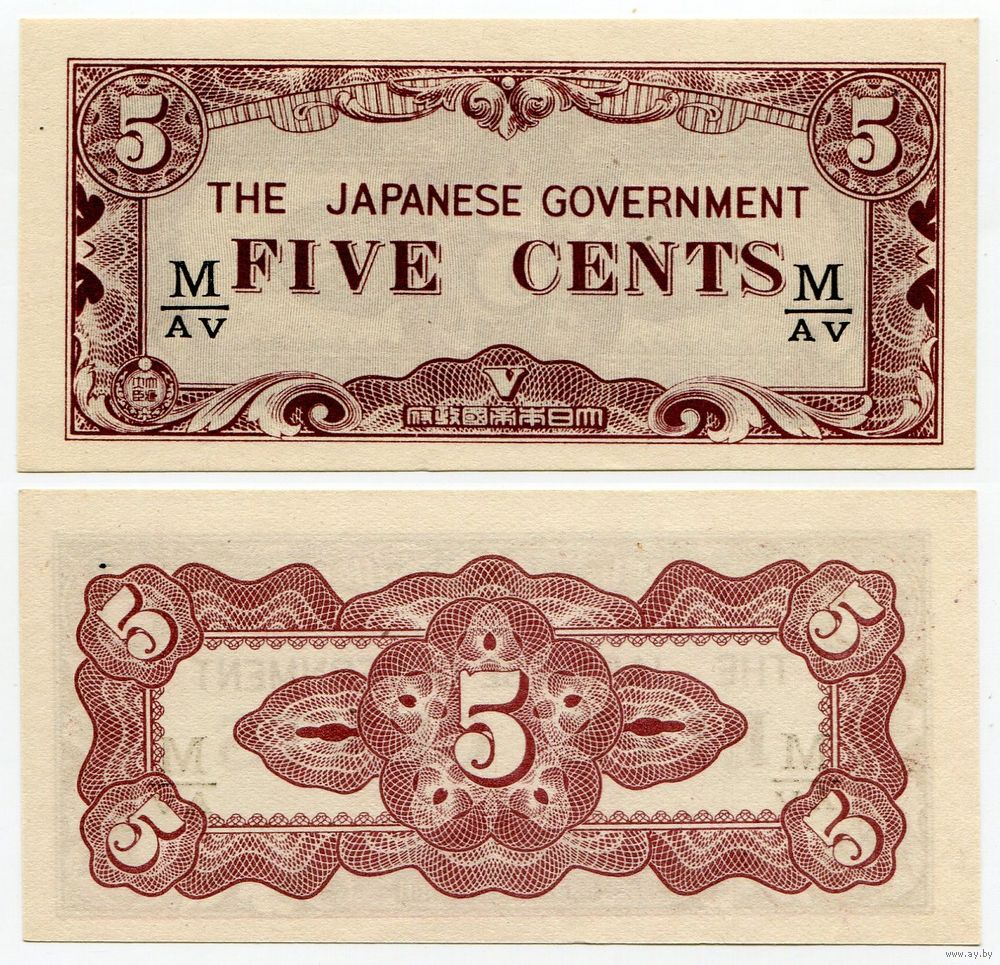 5 5
THE JAPANESE GOVERNMENT
FIVE CENTS
M M
AV AV
V
大日本帝國政府
5 5
5
5 5
www.ay.by